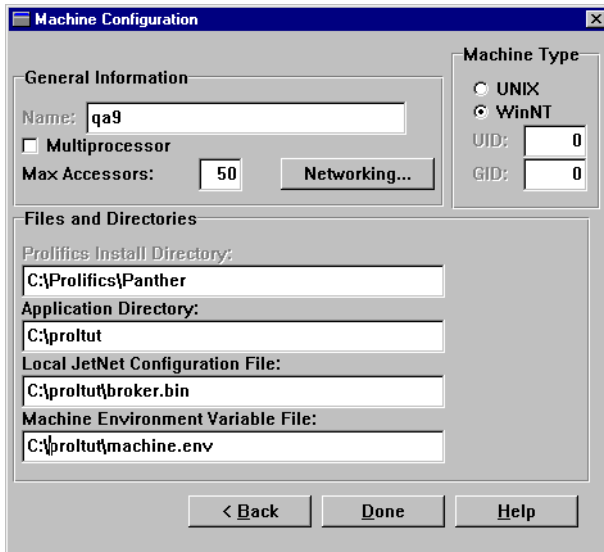 Machine Configuration
General Information
Name: qa9
Multiprocessor
Max Accessors: 50 Networking...
Machine Type
UNIX
WinNT
UID: 0
GID: 0
Files and Directories
Prolifics Install Directory:
C:\Prolifics\Panther
Application Directory:
C:\proltut
Local JetNet Configuration File:
C:\proltut\broker.bin
Machine Environment Variable File:
C:\proltut\machine.env
< Back Done Help